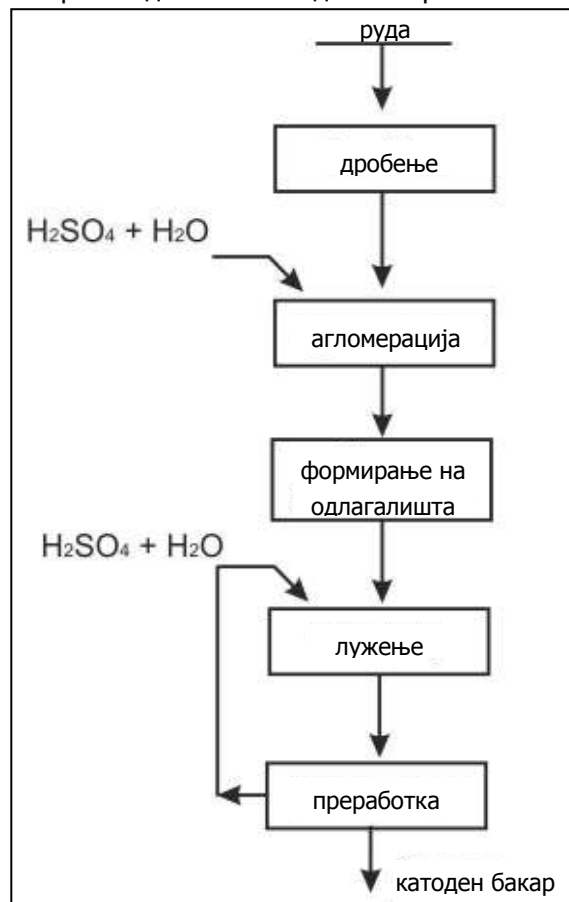 руда
дробење
H₂SO₄ + H₂O
агломерација
формирање на
одлагалишта
H₂SO₄ + H₂O
лужење
преработка
катоден бакар